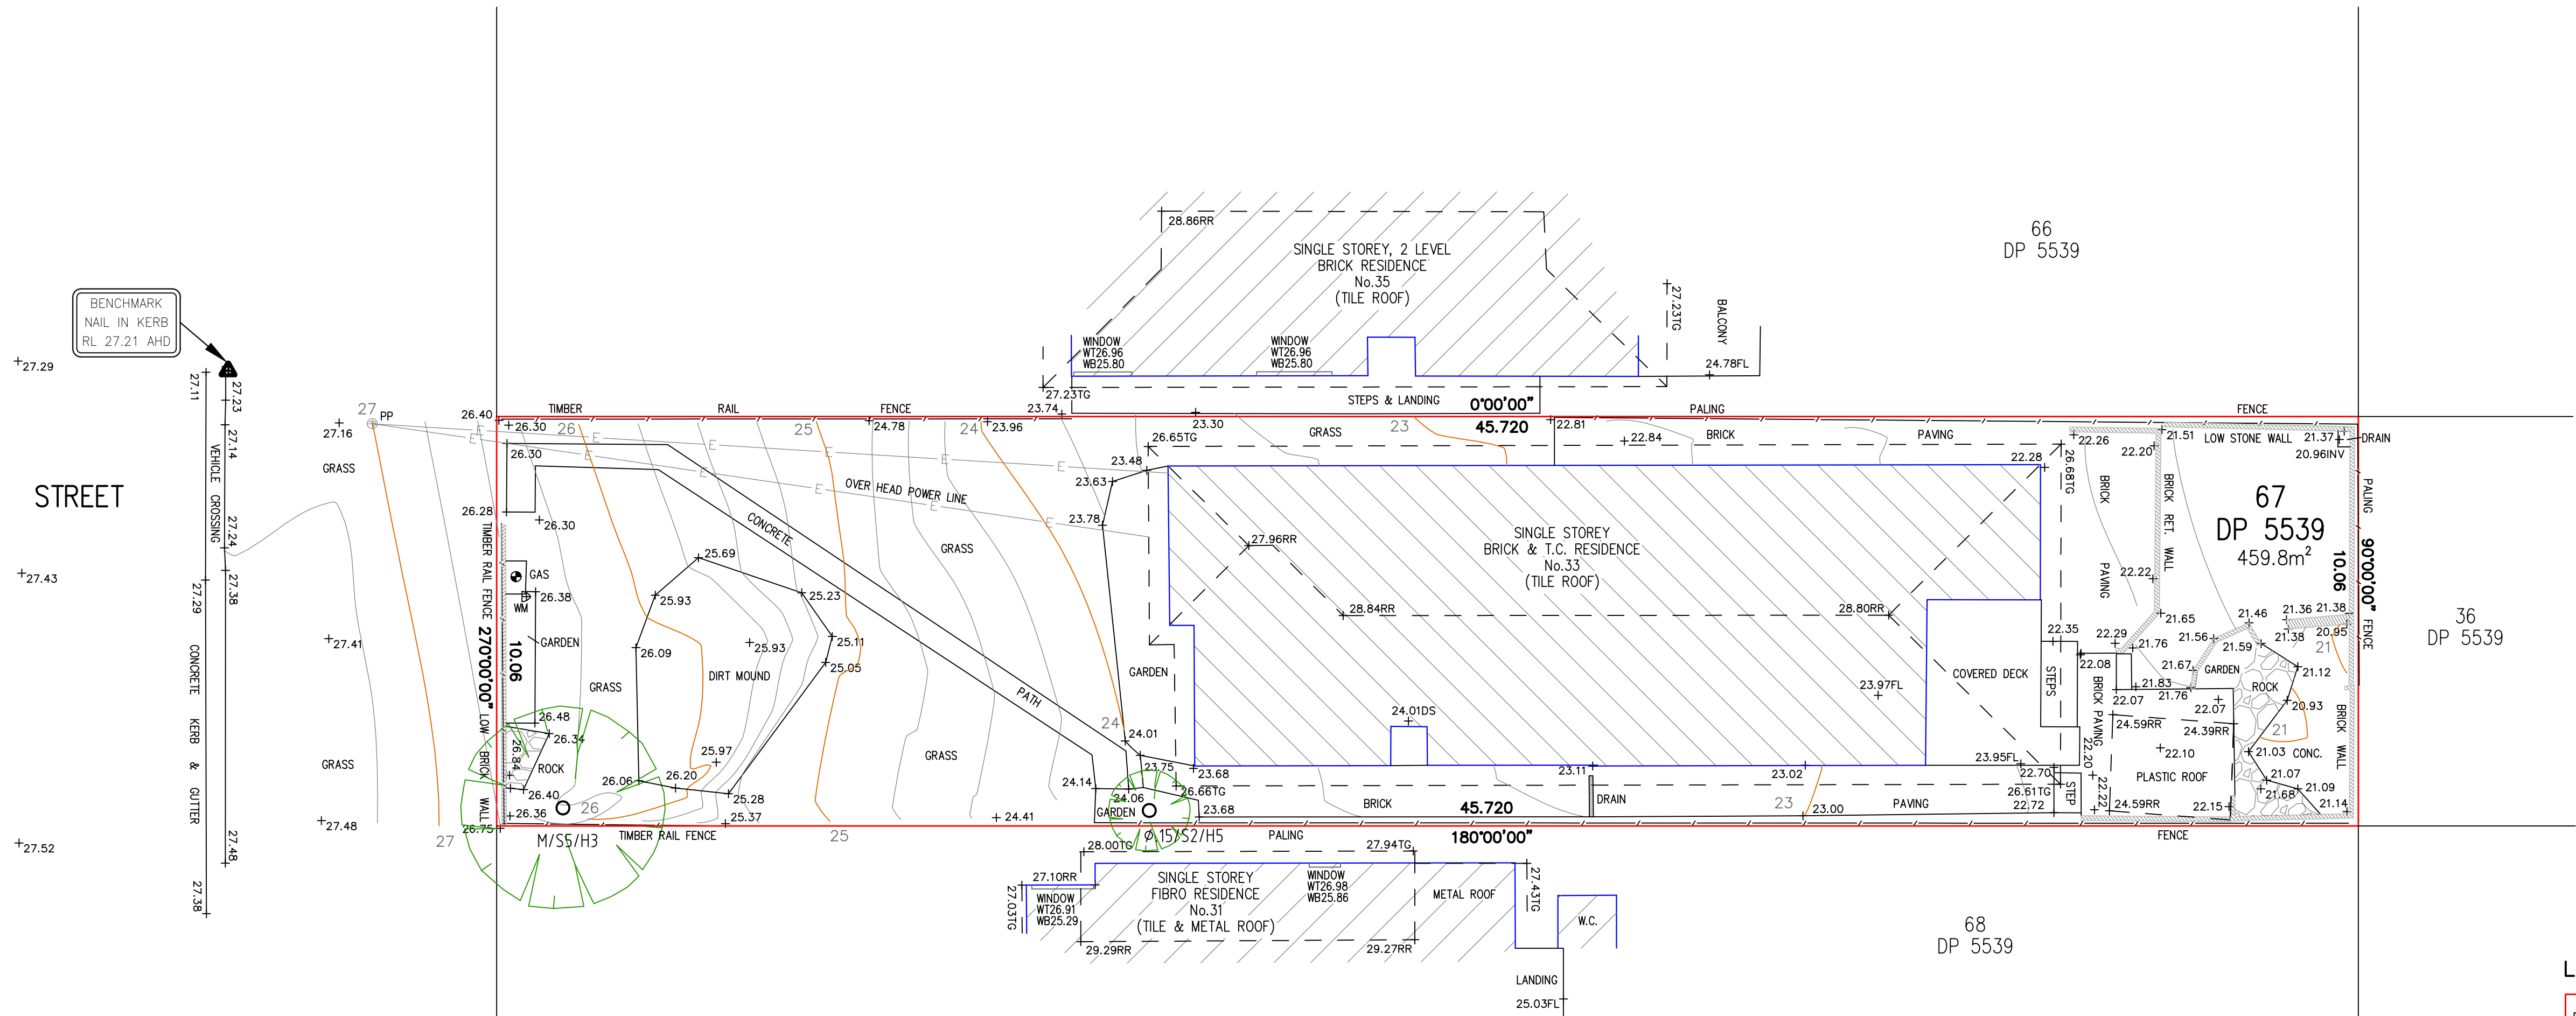 66
DP 5539
28.86RR
SINGLE STOREY, 2 LEVEL
BRICK RESIDENCE
No.35
(TILE ROOF)
27.23TG
BALCONY
BENCHMARK
NAIL IN KERB
RL 27.21 AHD
WINDOW
WT26.96
WB25.80
WINDOW
WT26.96
WB25.80
24.78FL
27.29
27.11
27.23
27.23TG
STEPS & LANDING
0°00'00"
45.720
27
PP
26.40
TIMBER
RAIL
FENCE
23.74
23.30
PALING
FENCE
27.16
27.14
26.30
26
25
24.78
24
23.96
26.65TG
GRASS
23
22.81
22.84
BRICK
PAVING
22.26
22.20
21.51
LOW STONE WALL
21.37
DRAIN
20.96INV
GRASS
VEHICLE CROSSING
26.30
E
E
E
E
E
E
E
E
E
E
23.48
23.63
22.28
26.68TG
BRICK
PAVING
BRICK RET. WALL
STREET
26.28
26.30
OVER HEAD POWER LINE
23.78
67
DP 5539
459.8m²
10.06
90°00'00"
PALING
FENCE
27.24
TIMBER RAIL FENCE
CONCRETE
PATH
GRASS
27.96RR
SINGLE STOREY
BRICK & T.C. RESIDENCE
No.33
(TILE ROOF)
27.43
27.38
27.29
GAS
WM
26.38
25.69
25.93
25.23
28.84RR
28.80RR
22.22
21.65
21.46
21.36
21.38
27.41
270°00'00"
10.06
GARDEN
26.09
25.93
25.11
25.05
22.35
22.29
21.76
21.56
21.59
21.38
20.95
21
36
DP 5539
CONCRETE KERB & GUTTER
GRASS
DIRT MOUND
GARDEN
COVERED DECK
STEPS
22.08
21.67
GARDEN
21.12
23.97FL
21.83
21.76
ROCK
22.07
22.07
20.93
26.48
24.01DS
BRICK PAVING
24.59RR
24.39RR
21
26.34
24
24.01
GRASS
LOW BRICK WALL
26.84
ROCK
25.97
GRASS
23.75
23.68
23.11
23.02
23.95FL
22.70
22.20
22.10
21.03
CONC.
BRICK WALL
PLASTIC ROOF
26.40
26.06
26.20
25.28
24.14
24.06
26.66TG
26.61TG
STEP
22.22
21.07
21.68
21.09
26.36
26
GARDEN
23.68
BRICK
45.720
DRAIN
23
23.00
PAVING
22.72
24.59RR
22.15
21.14
27.48
26.75
25.37
24.41
27.52
27
M/S5/H3
TIMBER RAIL FENCE
25
Ø.15/S2/H5
PALING
180°00'00"
FENCE
27.48
28.00TG
27.94TG
27.38
27.10RR
27.03TG
WINDOW
WT26.91
WB25.29
SINGLE STOREY
FIBRO RESIDENCE
No.31
(TILE & METAL ROOF)
WINDOW
WT26.98
WB25.86
METAL ROOF
27.43TG
W.C.
68
DP 5539
29.29RR
29.27RR
LANDING
25.03FL
L